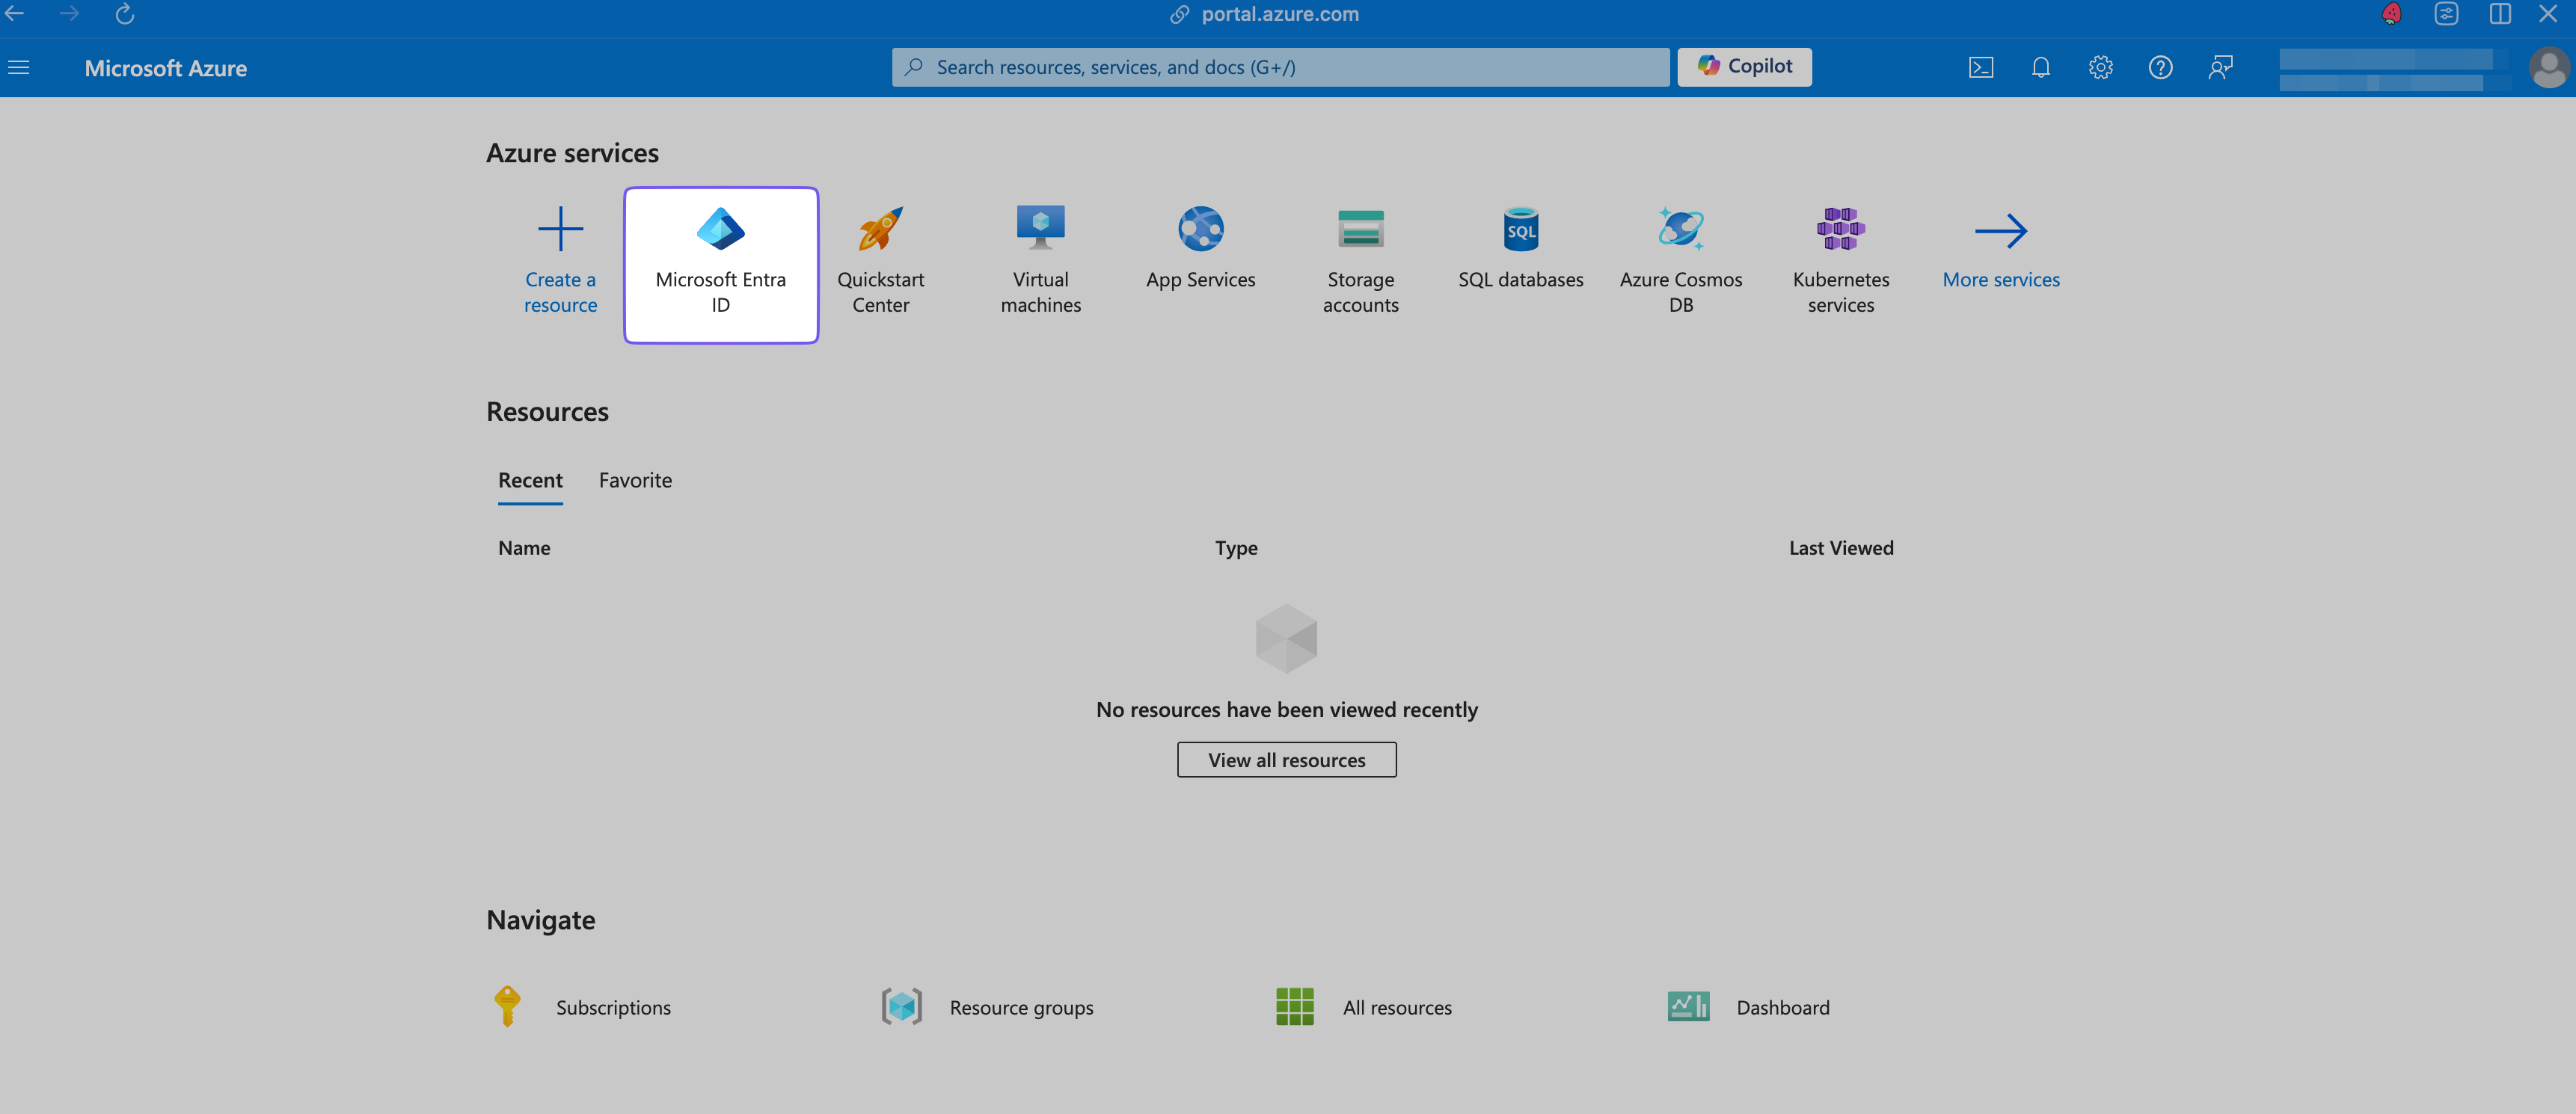 portal.azure.com
Microsoft Azure
Search resources, services, and docs (G+/)
Copilot
Azure services
Create a
resource
Microsoft Entra
ID
Quickstart
Center
Virtual
machines
App Services
Storage
accounts
SQL
SQL databases
Azure Cosmos
DB
Kubernetes
services
More services
Resources
Recent
Favorite
Name
Type
Last Viewed
No resources have been viewed recently
View all resources
Navigate
Subscriptions
Resource groups
All resources
Dashboard